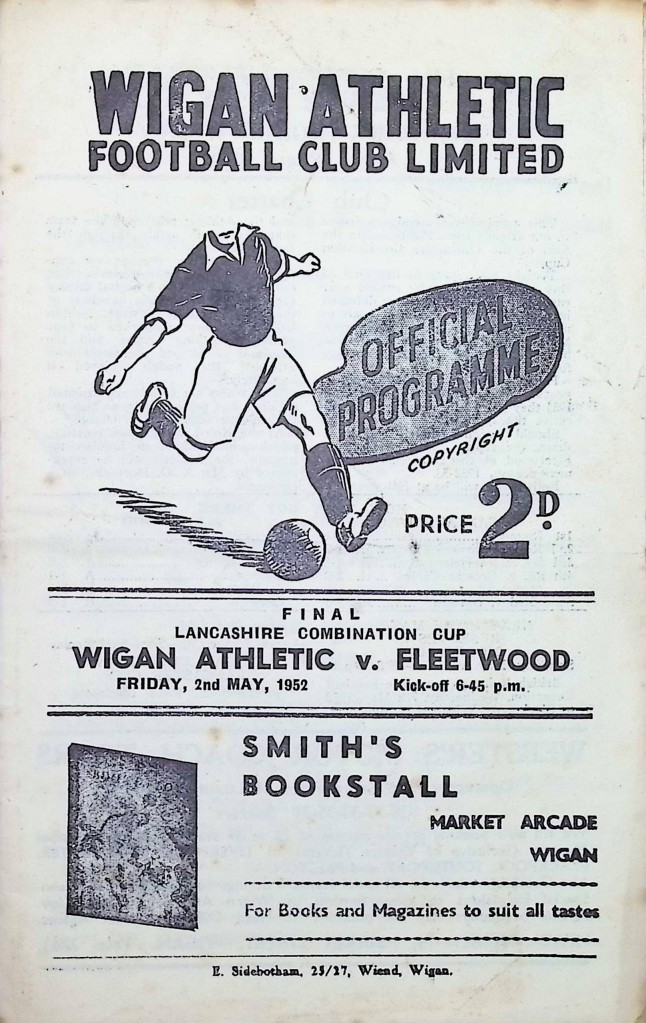 WIGAN ATHLETIC
FOOTBALL CLUB LIMITED
OFFICIAL
PROGRAMME
COPYRIGHT
PRICE 2D.
FINAL
LANCASHIRE COMBINATION CUP
WIGAN ATHLETIC v. FLEETWOOD
FRIDAY, 2nd MAY, 1952 Kick-off 6-45 p.m.
SMITH'S
BOOKSTALL
MARKET ARCADE
WIGAN
For Books and Magazines to suit all tastes
E. Sidebotham, 25/27, Wiend, Wigan.